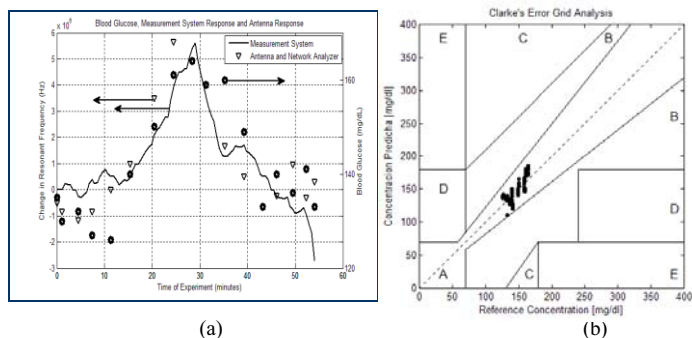 Blood Glucose, Measurement System Response and Antenna Response
Measurement System
Antenna and Network Analyzer
Change in Resonant Frequency (Hz)
Blood Glucose (mg/dL)
6
5
4
3
2
1
0
-1
-2
-3
160
140
120
0 10 20 30 40 50 60
Time of Experiment (minutes)
(a)
(b)
Clarke's Error Grid Analysis
Concentracion Predicha [mg/dl]
400
350
300
250
200
150
100
50
0
E C B
B
D D
A C E
0 50 100 150 200 250 300 350 400
Reference Concentration [mg/dl]
(b)